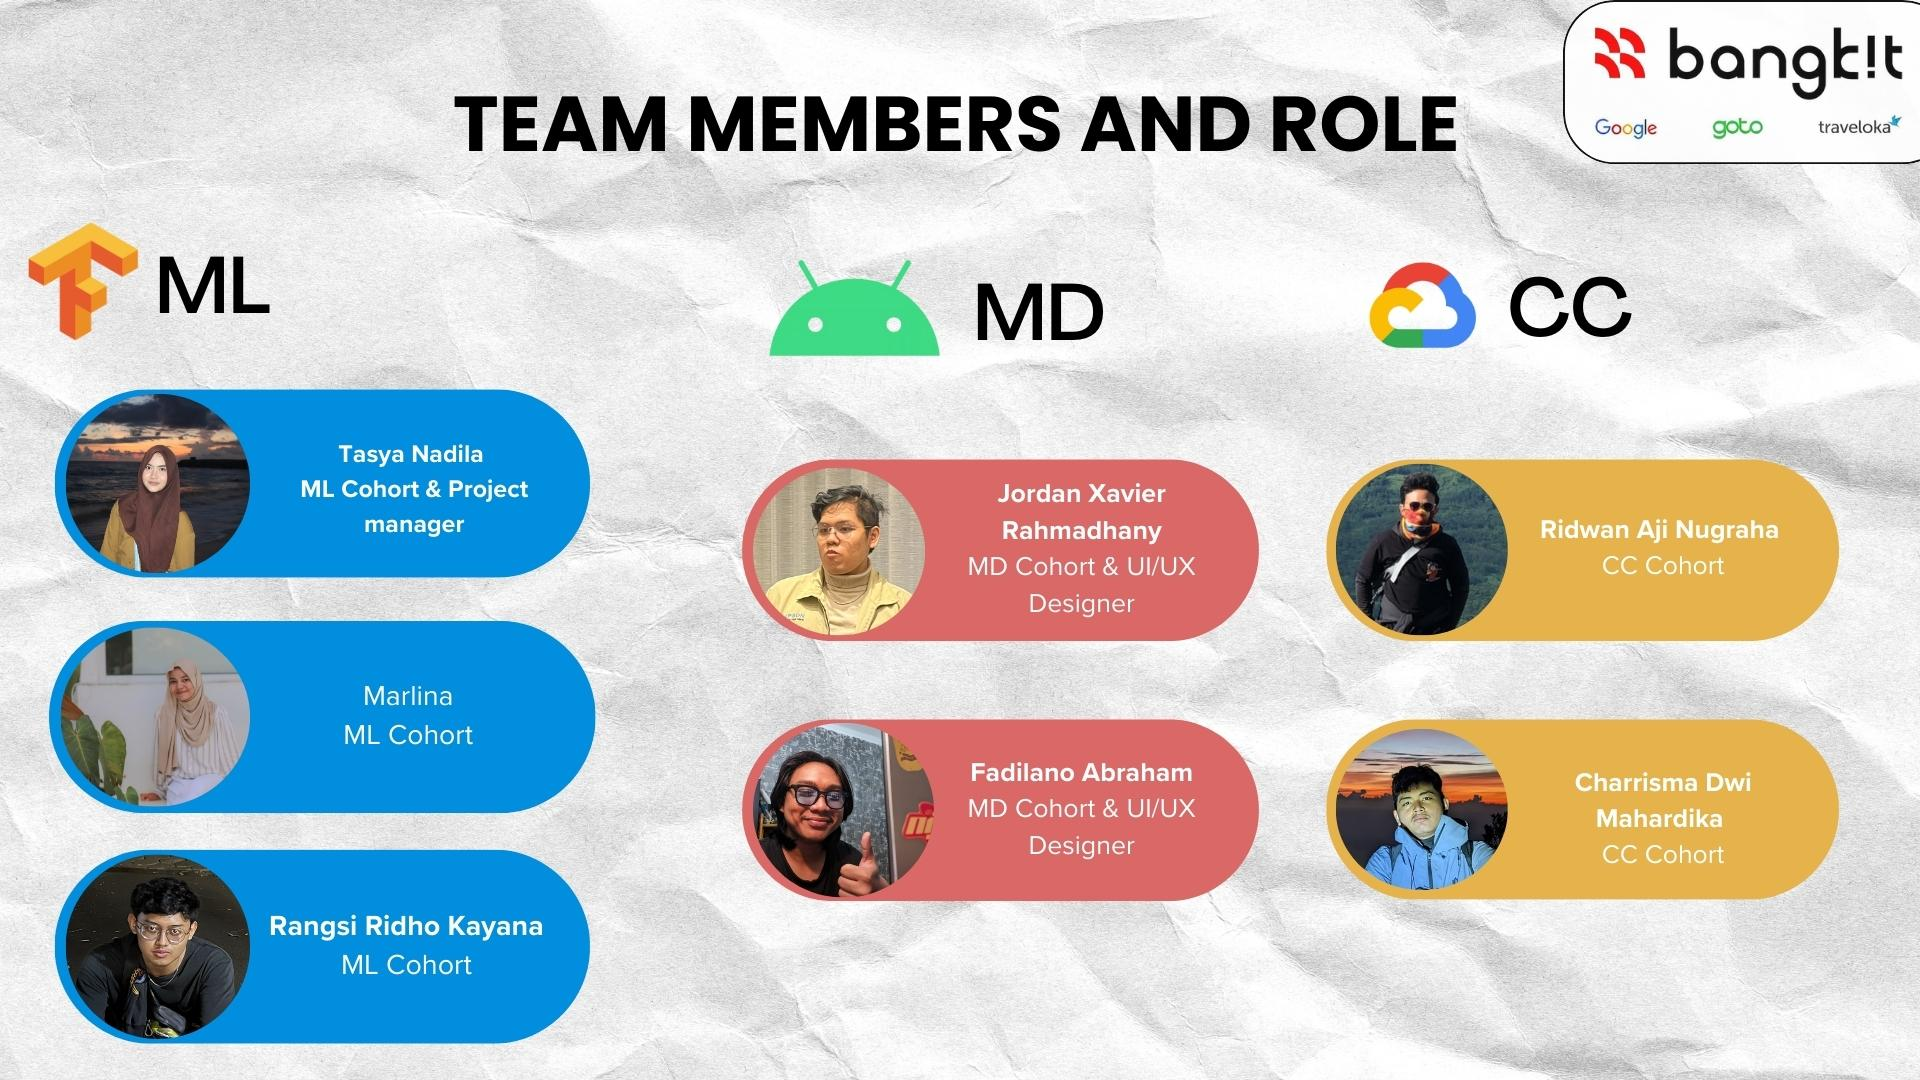 bangk!t
Google goto traveloka
TEAM MEMBERS AND ROLE
ML
Tasya Nadila
ML Cohort & Project
manager
Marlina
ML Cohort
Rangsi Ridho Kayana
ML Cohort
MD
Jordan Xavier
Rahmadhany
MD Cohort & UI/UX
Designer
Fadilano Abraham
MD Cohort & UI/UX
Designer
CC
Ridwan Aji Nugraha
CC Cohort
Charrisma Dwi
Mahardika
CC Cohort